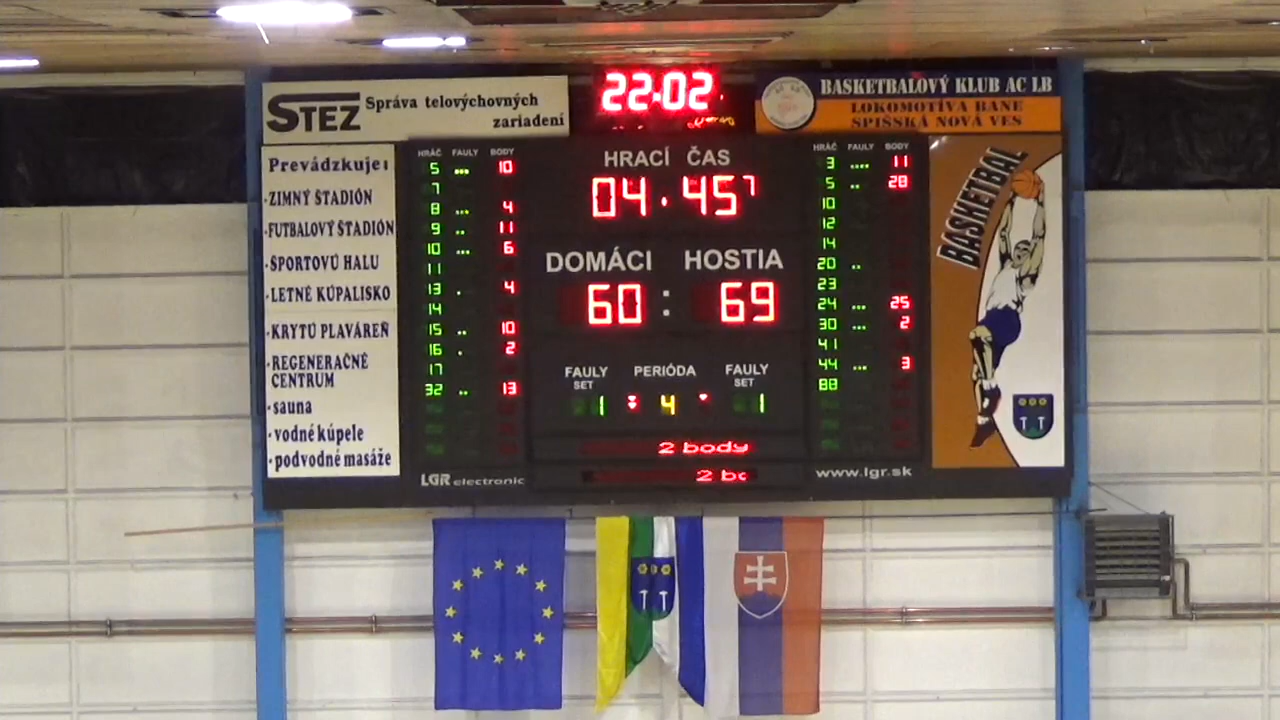 STEZ Správa telovýchovných
zariadení
22:02
BASKETBALOVÝ KLUB AC LB
LOKOMOTÍVA BANE
SPIŠSKÁ NOVÁ VES
Prevádzkuje:
·ZIMNÝ ŠTADIÓN
·FUTBALOVÝ ŠTADIÓN
·ŠPORTOVÚ HALU
·LETNÉ KÚPALISKO
·KRYTÚ PLAVÁREŇ
·REGENERAČNÉ
CENTRUM
·sauna
·vodné kúpele
·podvodné masáže
HRÁČ FAULY BODY
5 ... 10
7
8 ... 4
9 .. 11
10 ... 6
11
13 . 4
14
15 .. 10
16 . 2
17
32 .. 13
LGR electronic
HRACÍ ČAS
04.45
DOMÁCI HOSTIA
60 : 69
FAULY PERIÓDA FAULY
SET SET
1 4 1
2 body
2 bo
HRÁČ FAULY BODY
3 .... 11
5 .. 28
10
12
14
20 ..
23
24 ... 25
30 ... 2
41
44 ... 3
88
www.lgr.sk
BASKETBAL